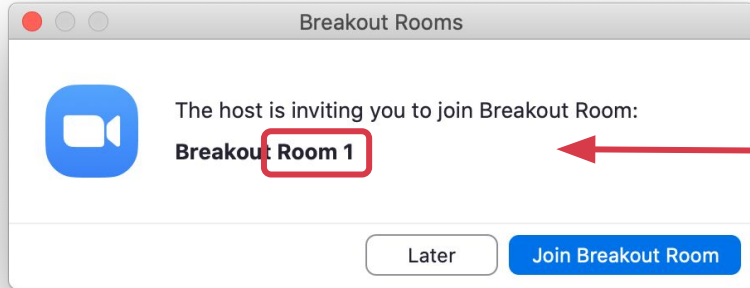 Breakout Rooms
The host is inviting you to join Breakout Room:
Breakout Room 1
Later
Join Breakout Room